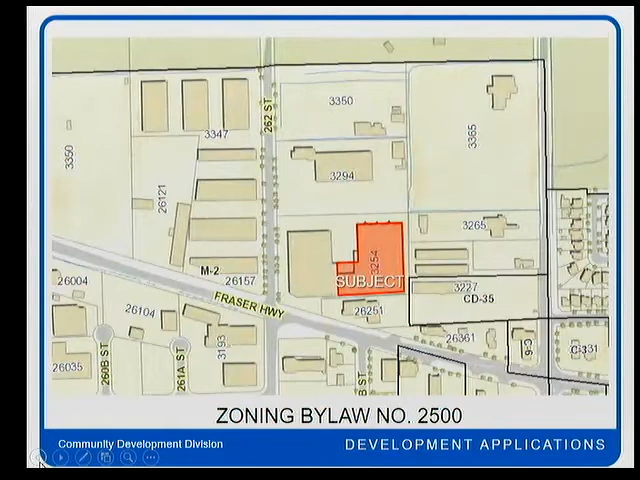 3350
3347
262 ST
3350
3365
3294
26121
3265
3254
SUBJECT
M-2
26157
26004
FRASER HWY
3227
CD-35
26104
26251
3193
26361
C-6
C-3
31
26035
260B ST
261A ST
B ST
ZONING BYLAW NO. 2500
Community Development Division
DEVELOPMENT APPLICATIONS